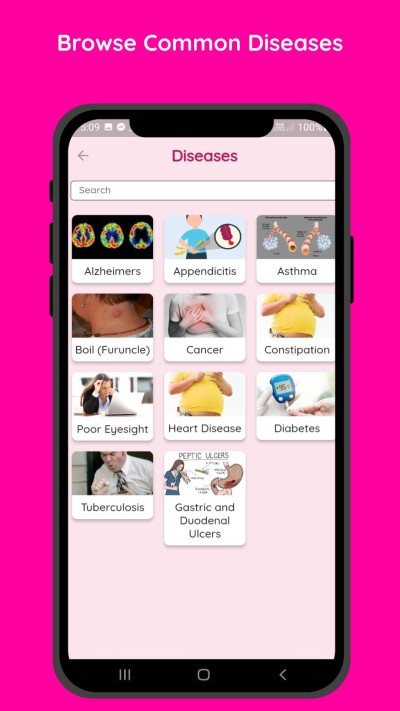 Browse Common Diseases
5:09 100%
Diseases
Search
Alzheimers
Appendicitis
Asthma
Boil (Furuncle)
Cancer
Constipation
Poor Eyesight
Heart Disease
Diabetes
PEPTIC ULCERS
Tuberculosis
Gastric and
Duodenal
Ulcers